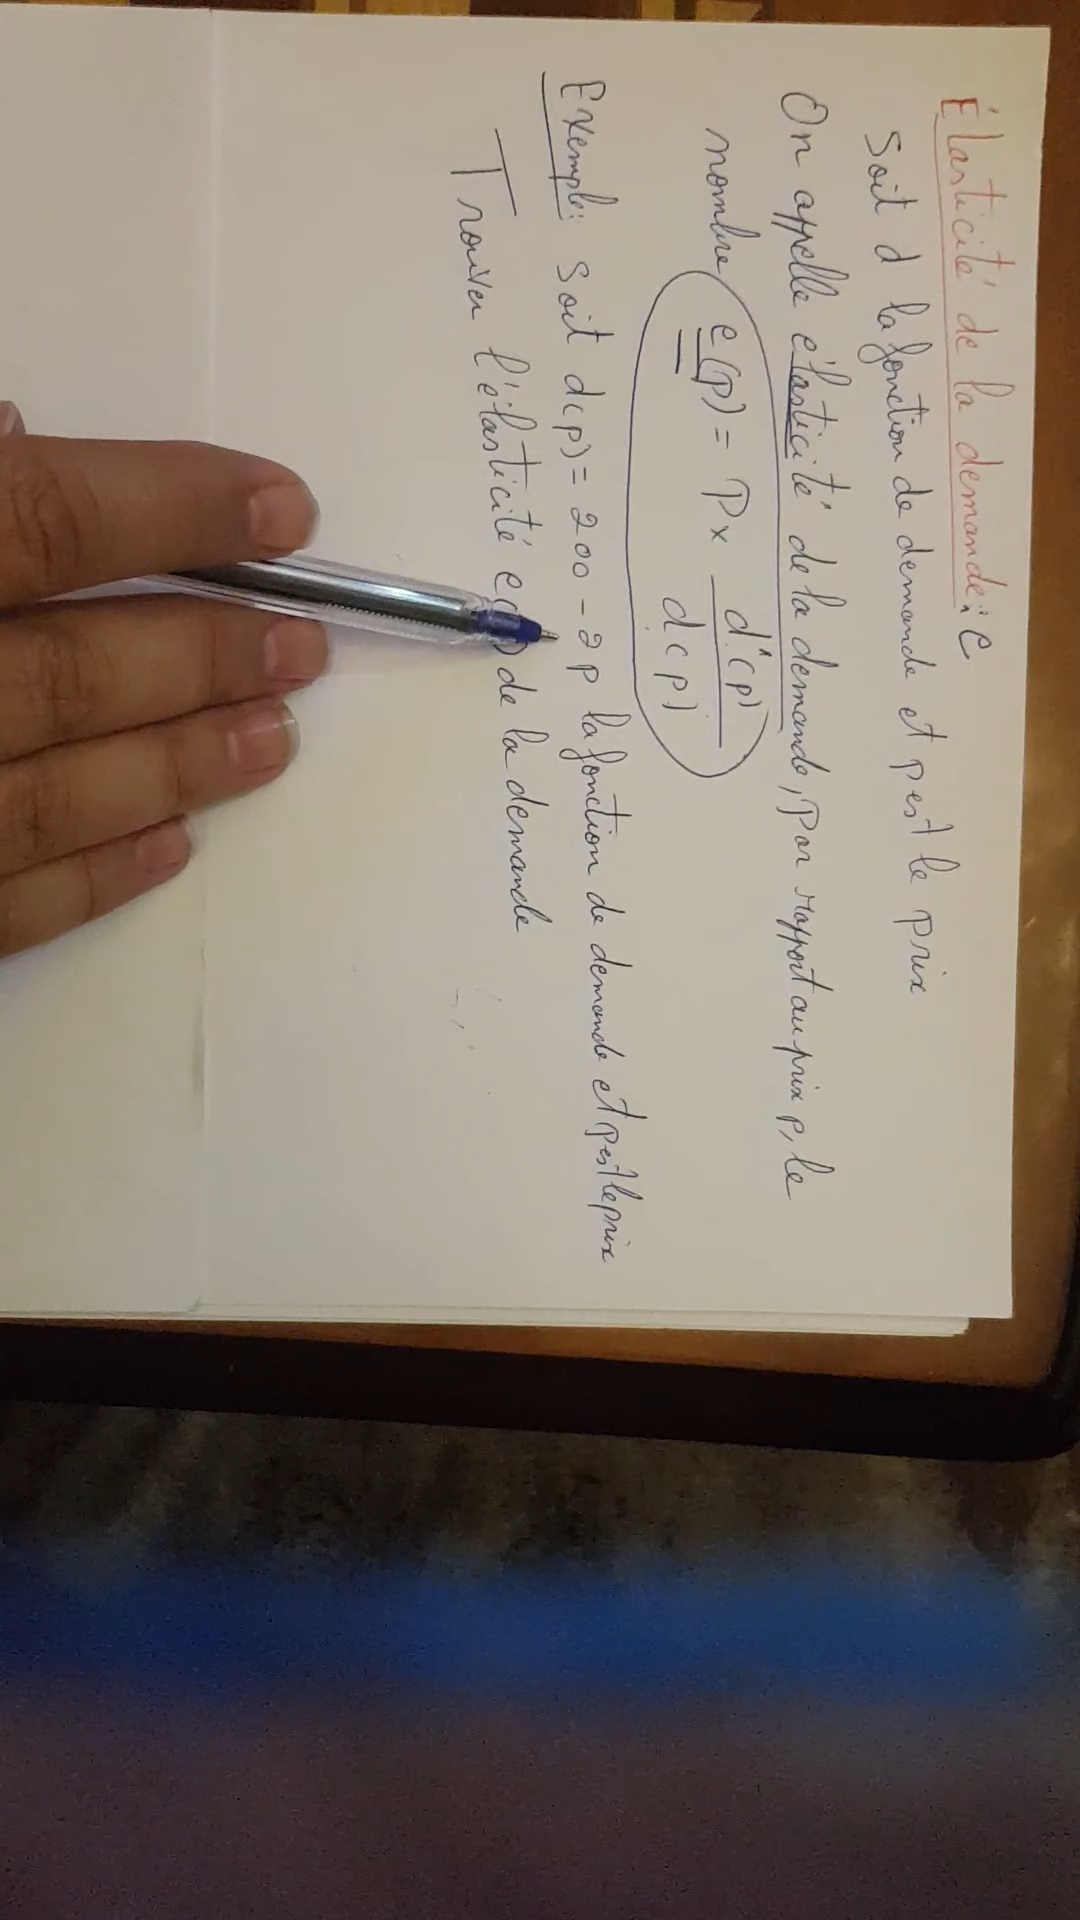 Élasticité de la demande: e
Soit d la fonction de demande et p est le prix
On appelle élasticité de la demande, par rapport au prix p, le
nombre e(p) = P x d'(p) / d(p)
Exemple: Soit d(p) = 200 - 2p la fonction de demande et p est le prix
Trouver l'élasticité e(p) de la demande